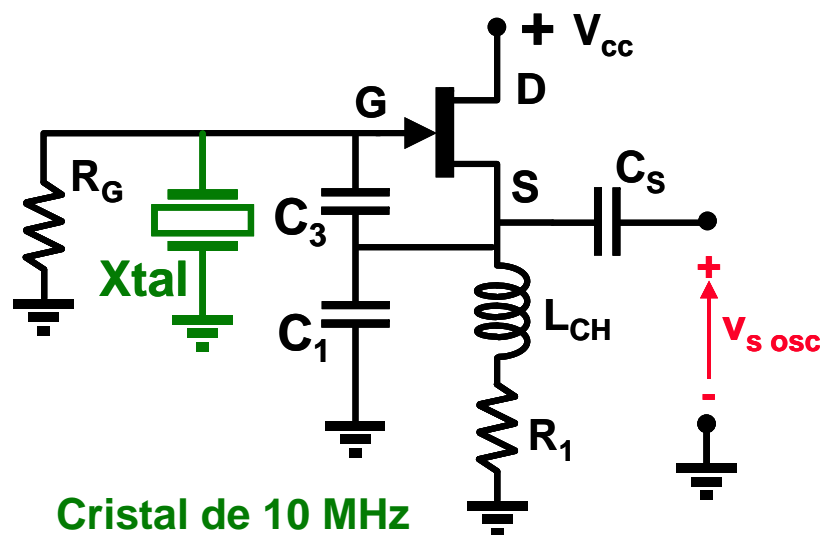 + Vcc
D
G
RG
S
CS
C3
Xtal
+
LCH
C1
vs osc
-
R1
Cristal de 10 MHz